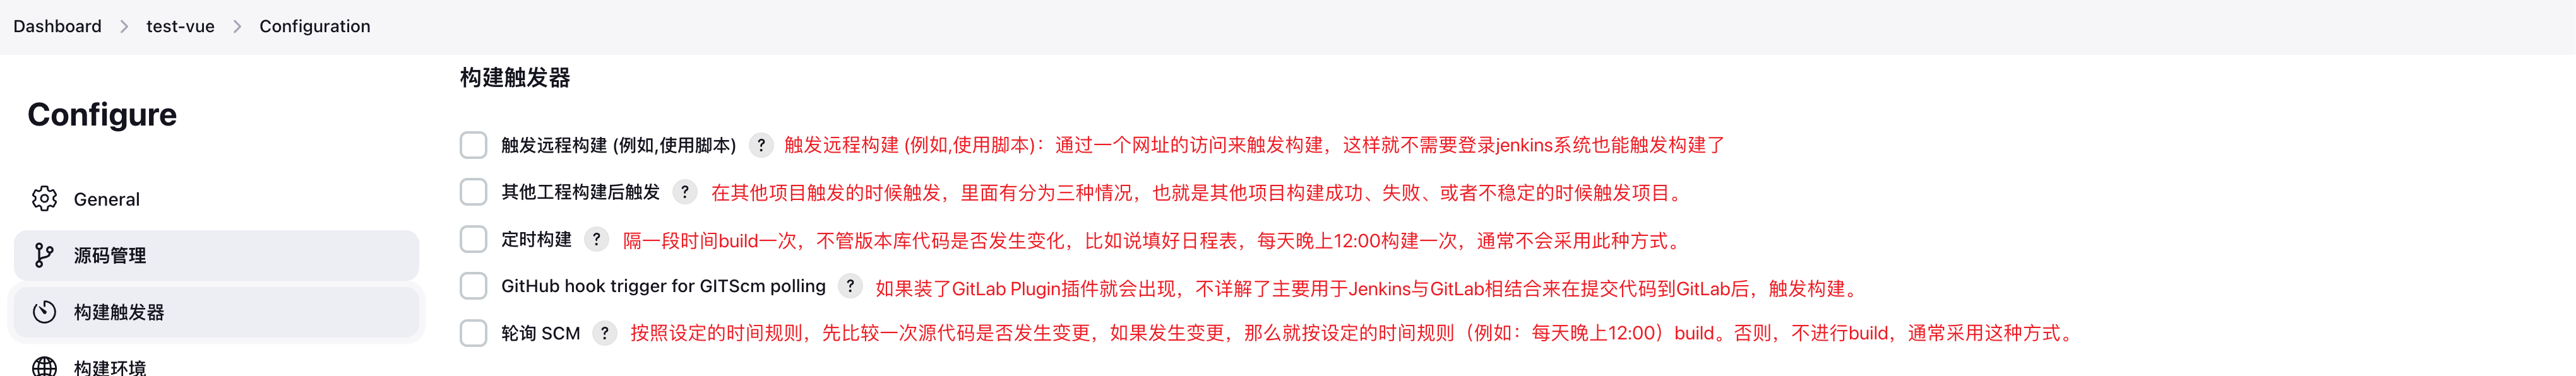 Dashboard > test-vue > Configuration
Configure
General
源码管理
构建触发器
构建环境
构建触发器
触发远程构建 (例如,使用脚本) ? 触发远程构建 (例如,使用脚本)：通过一个网址的访问来触发构建，这样就不需要登录jenkins系统也能触发构建了
其他工程构建后触发 ? 在其他项目触发的时候触发，里面有分为三种情况，也就是其他项目构建成功、失败、或者不稳定的时候触发项目。
定时构建 ? 隔一段时间build一次，不管版本库代码是否发生变化，比如说填好日程表，每天晚上12:00构建一次，通常不会采用此种方式。
GitHub hook trigger for GITScm polling ? 如果装了GitLab Plugin插件就会出现，不详解了主要用于Jenkins与GitLab相结合来在提交代码到GitLab后，触发构建。
轮询 SCM ? 按照设定的时间规则，先比较一次源代码是否发生变更，如果发生变更，那么就按设定的时间规则（例如：每天晚上12:00）build。否则，不进行build，通常采用这种方式。